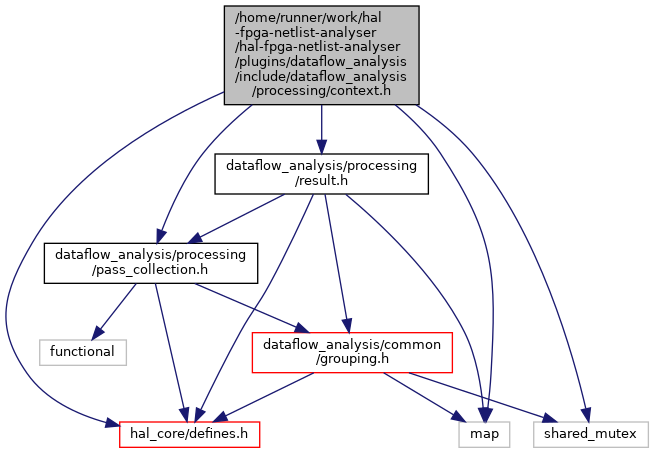 /home/runner/work/hal
-fpga-netlist-analyser
/hal-fpga-netlist-analyser
/plugins/dataflow_analysis
/include/dataflow_analysis
/processing/context.h
dataflow_analysis/processing
/result.h
dataflow_analysis/processing
/pass_collection.h
functional
dataflow_analysis/common
/grouping.h
hal_core/defines.h
map
shared_mutex